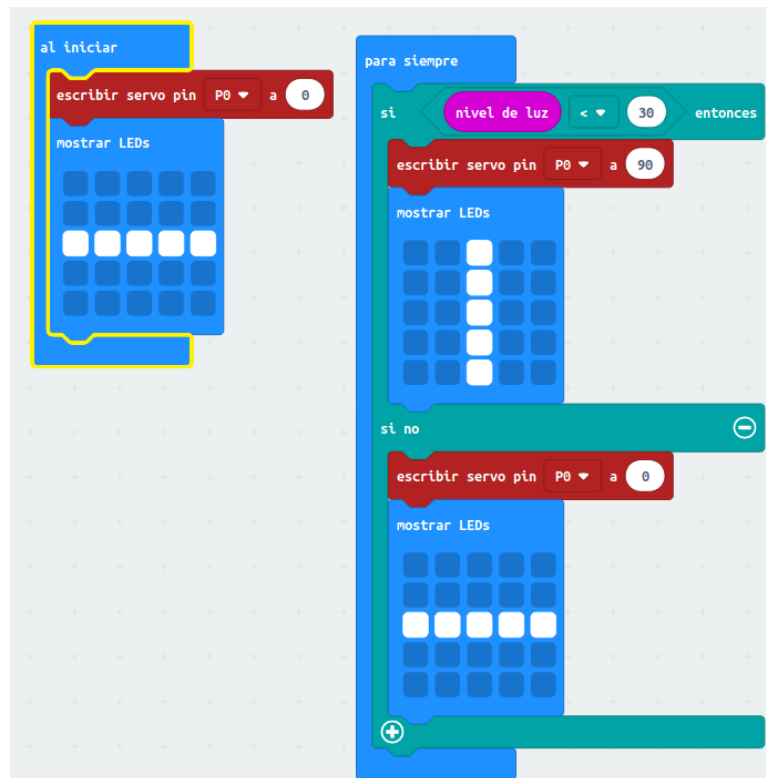 al iniciar
escribir servo pin P0 a 0
mostrar LEDs
para siempre
si nivel de luz < 30 entonces
escribir servo pin P0 a 90
mostrar LEDs
si no
escribir servo pin P0 a 0
mostrar LEDs